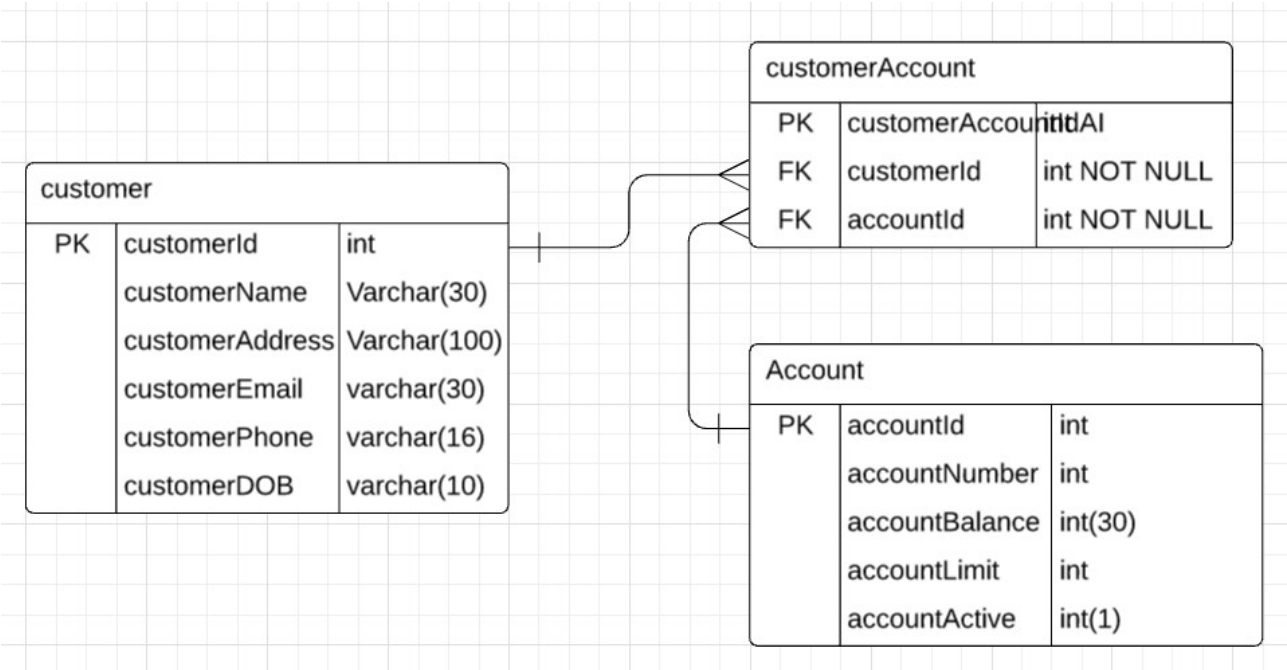 customer
PK customerId int
customerName Varchar(30)
customerAddress Varchar(100)
customerEmail varchar(30)
customerPhone varchar(16)
customerDOB varchar(10)
customerAccount
PK customerAccountId int AI
FK customerId int NOT NULL
FK accountId int NOT NULL
Account
PK accountId int
accountNumber int
accountBalance int(30)
accountLimit int
accountActive int(1)